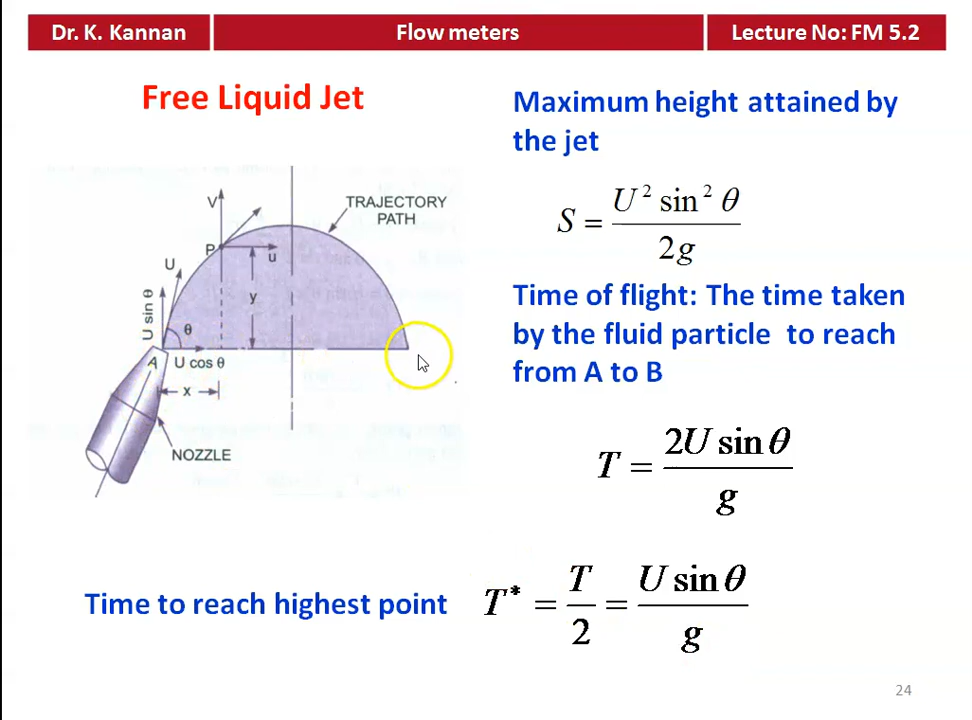 Dr. K. Kannan
Flow meters
Lecture No: FM 5.2
Free Liquid Jet
V
TRAJECTORY
PATH
P
u
U
y
U sin θ
θ
A
U cos θ
x
NOZZLE
Maximum height attained by
the jet
S = U² sin² θ / 2g
Time of flight: The time taken
by the fluid particle to reach
from A to B
T = 2U sin θ / g
Time to reach highest point
T* = T / 2 = U sin θ / g
24